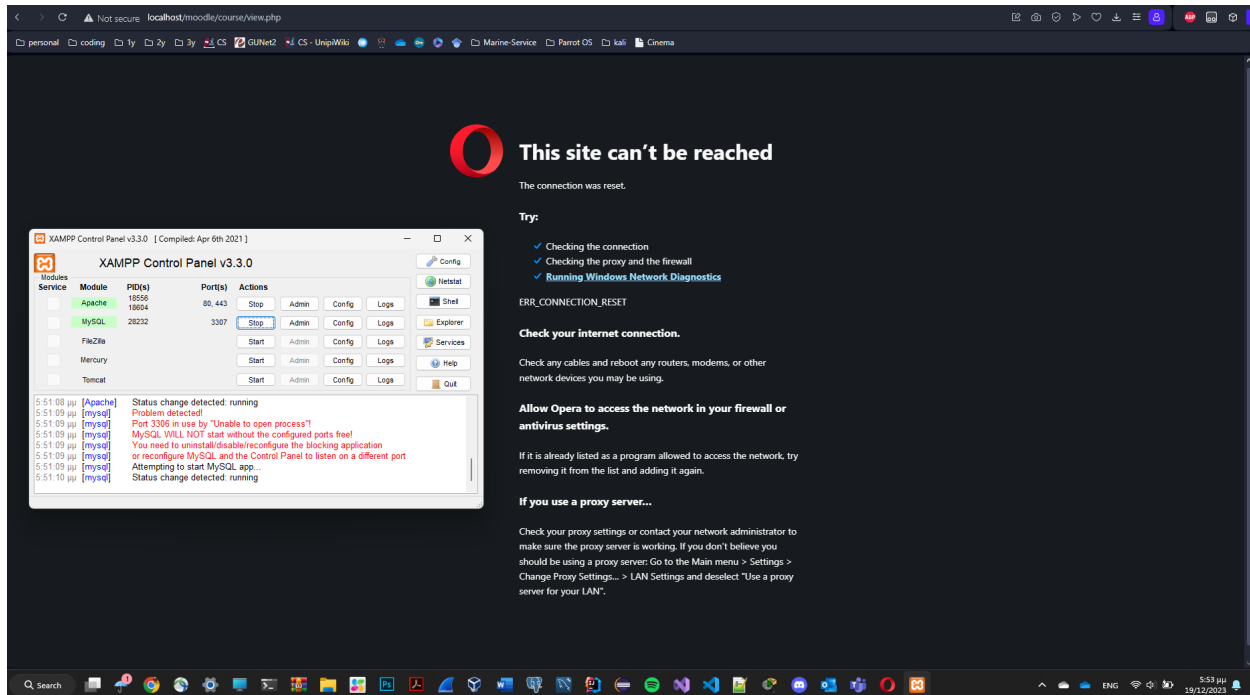 Not secure localhost/moodle/course/view.php
personal coding 1y 2y 3y CS GUNet2 CS - UnipiWiki Marine-Service Parrot OS kali Cinema
This site can't be reached
The connection was reset.
Try:
Checking the connection
Checking the proxy and the firewall
Running Windows Network Diagnostics
ERR_CONNECTION_RESET
Check your internet connection.
Check any cables and reboot any routers, modems, or other
network devices you may be using.
Allow Opera to access the network in your firewall or
antivirus settings.
If it is already listed as a program allowed to access the network, try
removing it from the list and adding it again.
If you use a proxy server...
Check your proxy settings or contact your network administrator to
make sure the proxy server is working. If you don't believe you
should be using a proxy server: Go to the Main menu > Settings >
Change Proxy Settings... > LAN Settings and deselect "Use a proxy
server for your LAN".
XAMPP Control Panel v3.3.0 [ Compiled: Apr 6th 2021 ]
XAMPP Control Panel v3.3.0 Config
Modules
Service Module PID(s) Port(s) Actions Netstat
Apache 18556 18604 80, 443 Stop Admin Config Logs Shell
MySQL 28232 3307 Stop Admin Config Logs Explorer
FileZilla Start Admin Config Logs Services
Mercury Start Admin Config Logs Help
Tomcat Start Admin Config Logs Quit
5:51:08 μμ [Apache] Status change detected: running
5:51:09 μμ [mysql] Problem detected!
5:51:09 μμ [mysql] Port 3306 in use by "Unable to open process"!
5:51:09 μμ [mysql] MySQL WILL NOT start without the configured ports free!
5:51:09 μμ [mysql] You need to uninstall/disable/reconfigure the blocking application
5:51:09 μμ [mysql] or reconfigure MySQL and the Control Panel to listen on a different port
5:51:09 μμ [mysql] Attempting to start MySQL app...
5:51:10 μμ [mysql] Status change detected: running
Search ENG 5:53 μμ
19/12/2023